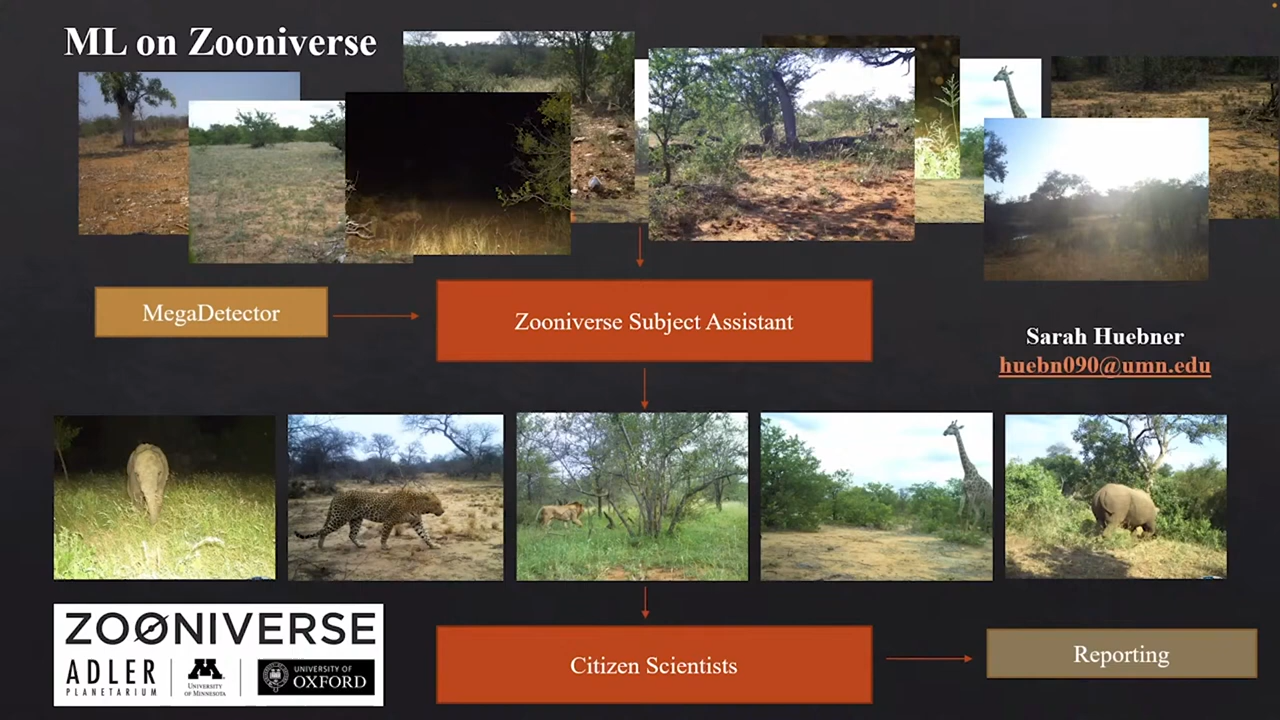 ML on Zooniverse
MegaDetector
Zooniverse Subject Assistant
Sarah Huebner
huebn090@umn.edu
ZOONIVERSE
ADLER
PLANETARIUM
UNIVERSITY
OF MINNESOTA
UNIVERSITY OF
OXFORD
Citizen Scientists
Reporting